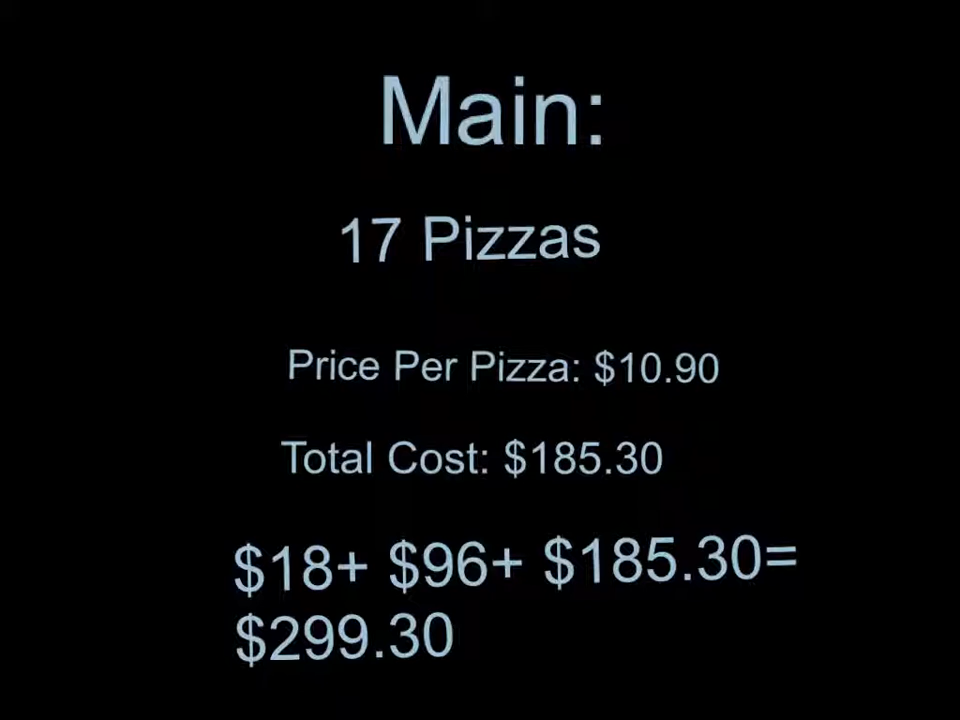 Main:
17 Pizzas
Price Per Pizza: $10.90
Total Cost: $185.30
$18+ $96+ $185.30=
$299.30